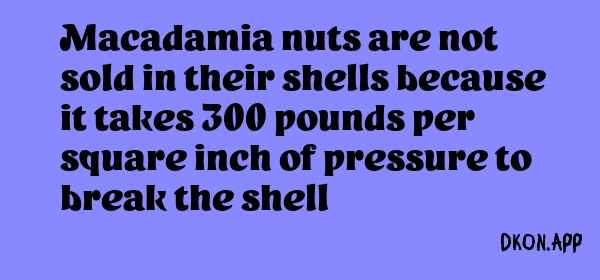 Macadamia nuts are not
sold in their shells because
it takes 300 pounds per
square inch of pressure to
break the shell
DKON.APP